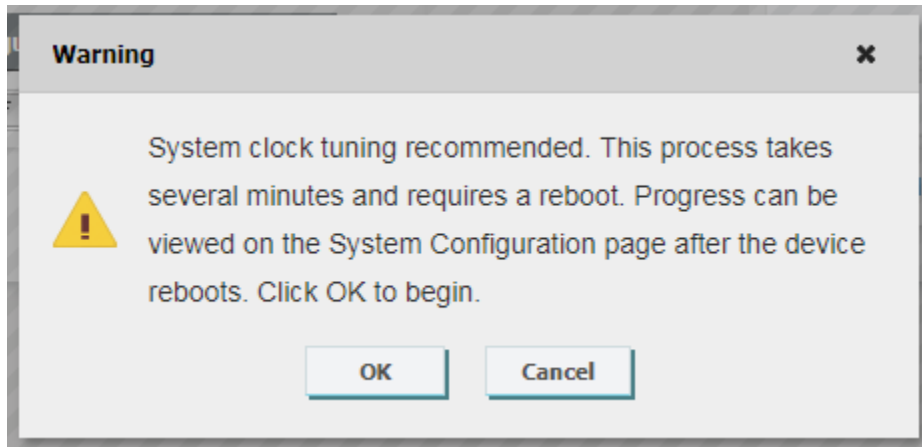 Warning
System clock tuning recommended. This process takes
several minutes and requires a reboot. Progress can be
viewed on the System Configuration page after the device
reboots. Click OK to begin.
OK
Cancel